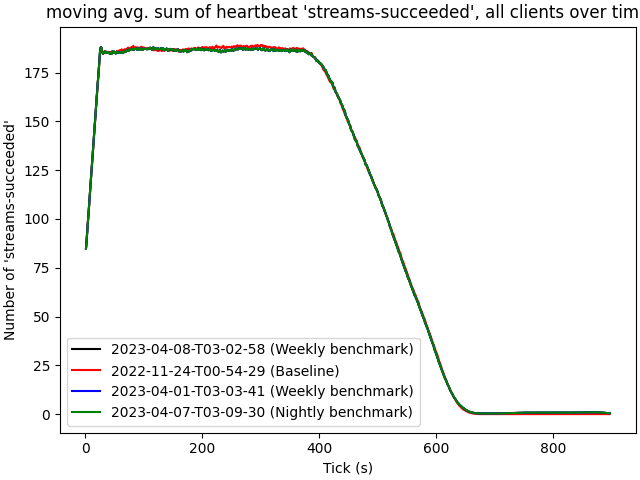 moving avg. sum of heartbeat 'streams-succeeded', all clients over tim
175
150
125
100
75
50
25
0
Number of 'streams-succeeded'
2023-04-08-T03-02-58 (Weekly benchmark)
2022-11-24-T00-54-29 (Baseline)
2023-04-01-T03-03-41 (Weekly benchmark)
2023-04-07-T03-09-30 (Nightly benchmark)
0 200 400 600 800
Tick (s)